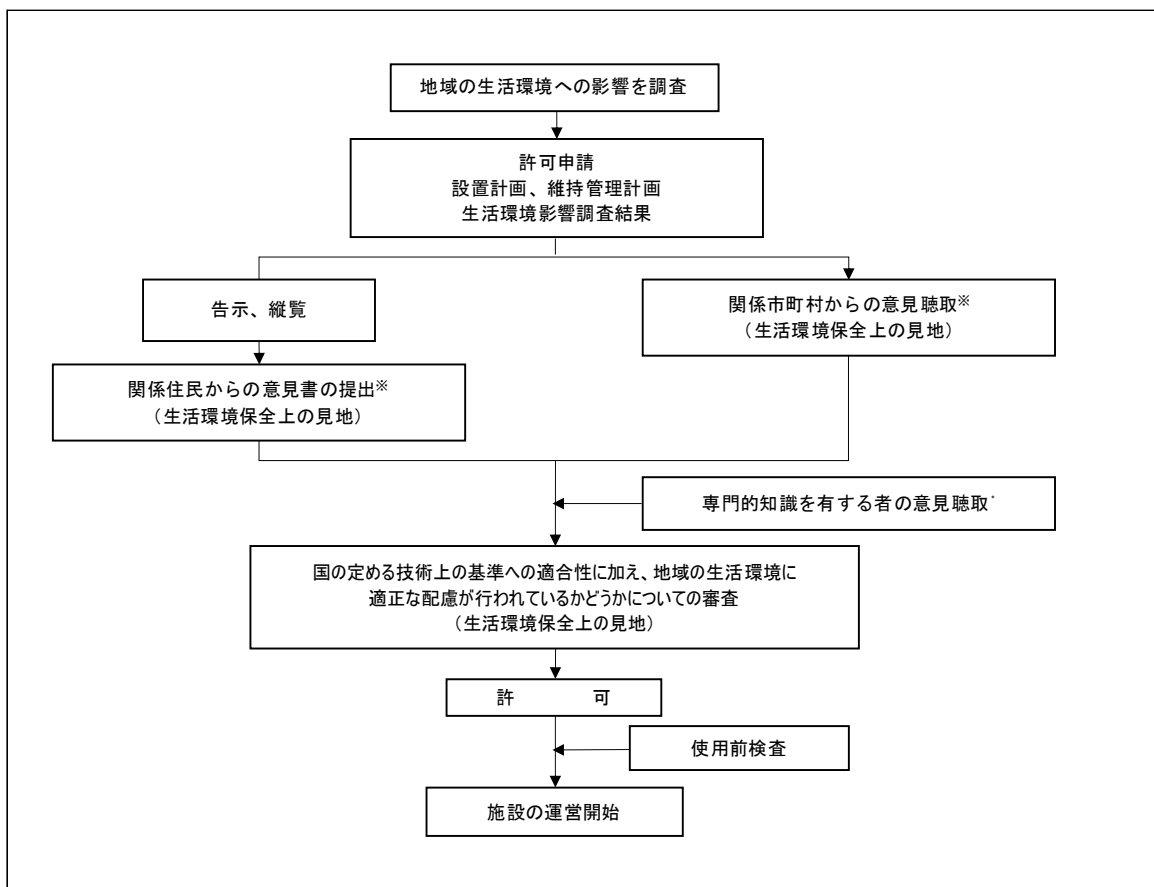 地域の生活環境への影響を調査
許可申請
設置計画、維持管理計画
生活環境影響調査結果
告示、縦覧
関係市町村からの意見聴取※
（生活環境保全上の見地）
関係住民からの意見書の提出※
（生活環境保全上の見地）
専門的知識を有する者の意見聴取*
国の定める技術上の基準への適合性に加え、地域の生活環境に
適正な配慮が行われているかどうかについての審査
（生活環境保全上の見地）
許　　　可
使用前検査
施設の運営開始